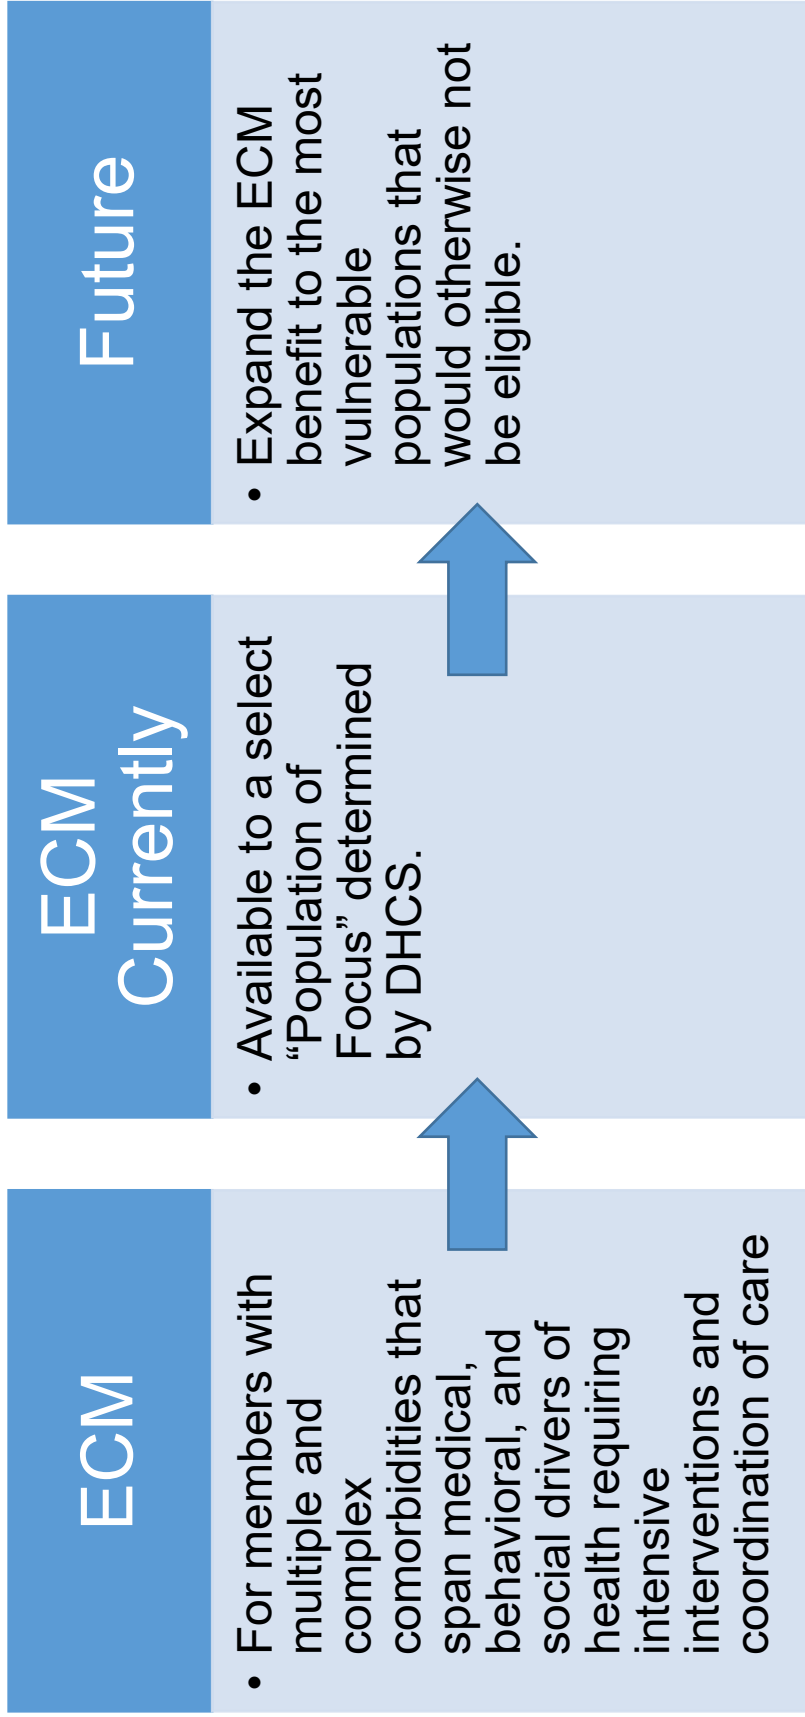 ECM
• For members with
multiple and
complex
comorbidities that
span medical,
behavioral, and
social drivers of
health requiring
intensive
interventions and
coordination of care
ECM
Currently
• Available to a select
“Population of
Focus” determined
by DHCS.
Future
• Expand the ECM
benefit to the most
vulnerable
populations that
would otherwise not
be eligible.